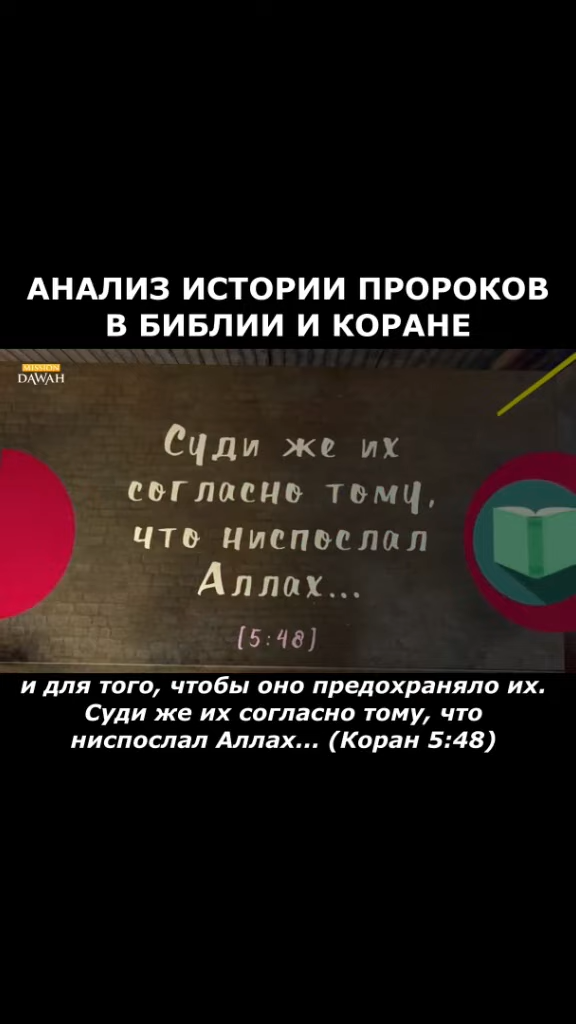 АНАЛИЗ ИСТОРИИ ПРОРОКОВ
В БИБЛИИ И КОРАНЕ
MISSION
DAWAH
Суди же их
согласно тому,
что ниспослал
Аллах...
[5:48]
и для того, чтобы оно предохраняло их.
Суди же их согласно тому, что
ниспослал Аллах... (Коран 5:48)